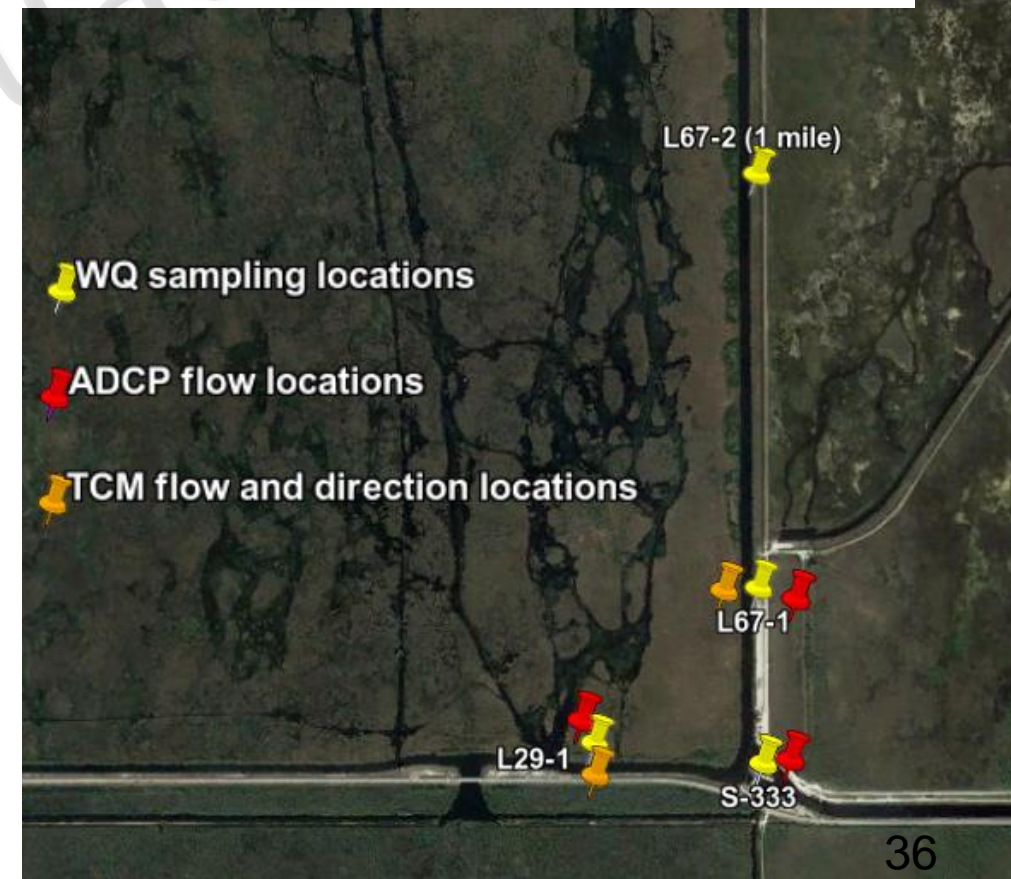 L67-2 (1 mile)
WQ sampling locations
ADCP flow locations
TCM flow and direction locations
L67-1
L29-1
S-333
36